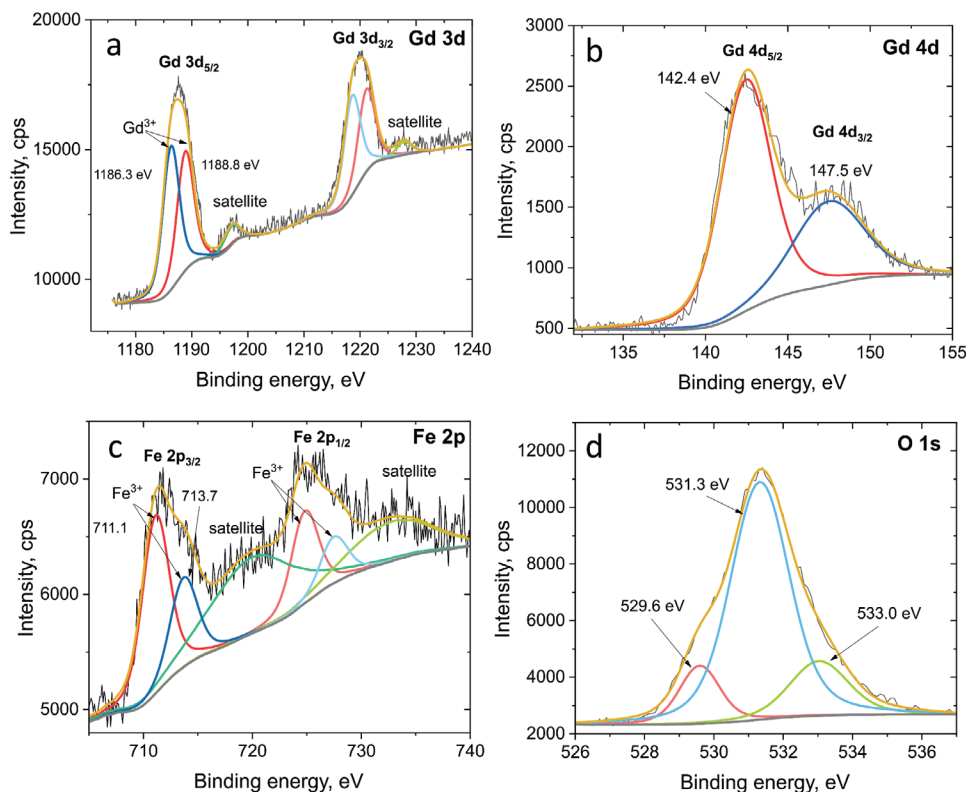 a
Gd 3d
Gd 3d5/2
Gd 3d3/2
Gd3+
1186.3 eV
1188.8 eV
satellite
satellite
20000
15000
10000
1180 1190 1200 1210 1220 1230 1240
Binding energy, eV
Intensity, cps
b
Gd 4d
Gd 4d5/2
142.4 eV
Gd 4d3/2
147.5 eV
3000
2500
2000
1500
1000
500
135 140 145 150 155
Binding energy, eV
Intensity, cps
c
Fe 2p
Fe 2p3/2
Fe 2p1/2
Fe3+
711.1
713.7
satellite
Fe3+
satellite
7000
6000
5000
710 720 730 740
Binding energy, eV
Intensity, cps
d
O 1s
531.3 eV
529.6 eV
533.0 eV
12000
10000
8000
6000
4000
2000
526 528 530 532 534 536
Binding energy, eV
Intensity, cps